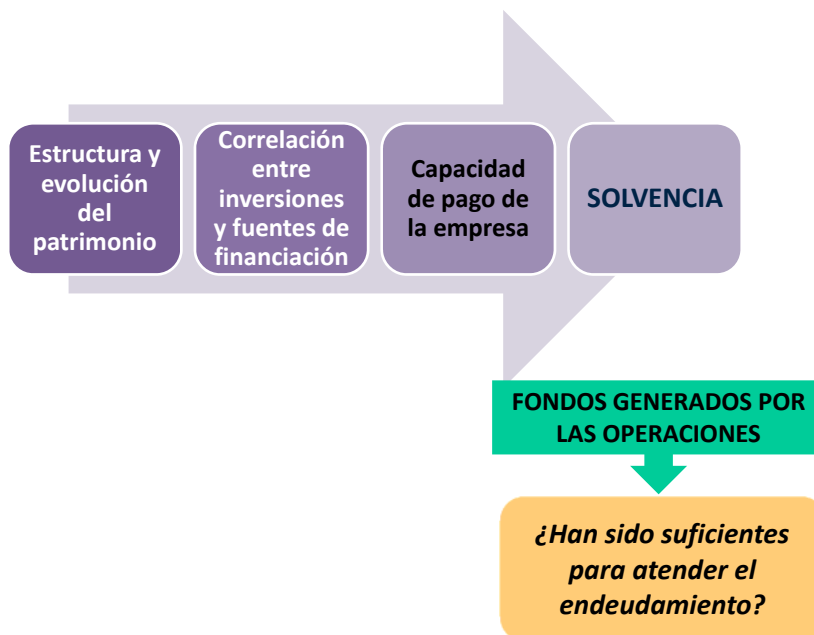 Estructura y
evolución
del
patrimonio
Correlación
entre
inversiones
y fuentes de
financiación
Capacidad
de pago de
la empresa
SOLVENCIA
FONDOS GENERADOS POR
LAS OPERACIONES
¿Han sido suficientes
para atender el
endeudamiento?